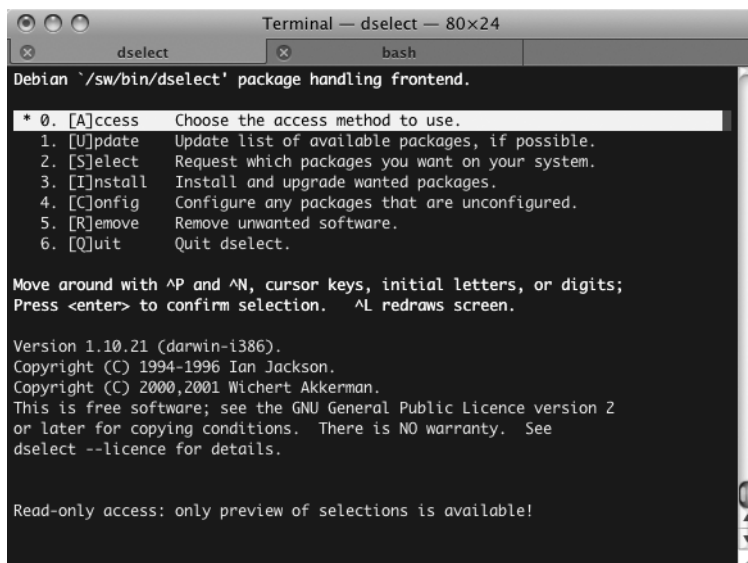 Terminal — dselect — 80×24
dselect bash
Debian `/sw/bin/dselect' package handling frontend.
* 0. [A]ccess Choose the access method to use.
1. [U]pdate Update list of available packages, if possible.
2. [S]elect Request which packages you want on your system.
3. [I]nstall Install and upgrade wanted packages.
4. [C]onfig Configure any packages that are unconfigured.
5. [R]emove Remove unwanted software.
6. [Q]uit Quit dselect.
Move around with ^P and ^N, cursor keys, initial letters, or digits;
Press <enter> to confirm selection. ^L redraws screen.
Version 1.10.21 (darwin-i386).
Copyright (C) 1994-1996 Ian Jackson.
Copyright (C) 2000,2001 Wichert Akkerman.
This is free software; see the GNU General Public Licence version 2
or later for copying conditions. There is NO warranty. See
dselect --licence for details.
Read-only access: only preview of selections is available!